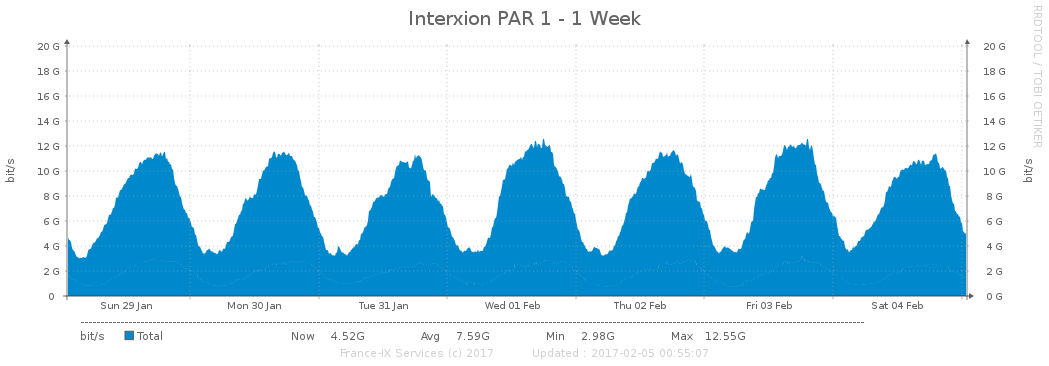 Interxion PAR 1 - 1 Week
RRDTOOL / TOBI OETIKER
bit/s
20 G
18 G
16 G
14 G
12 G
10 G
8 G
6 G
4 G
2 G
0
20 G
18 G
16 G
14 G
12 G
10 G
8 G
6 G
4 G
2 G
0 G
bit/s
Sun 29 Jan Mon 30 Jan Tue 31 Jan Wed 01 Feb Thu 02 Feb Fri 03 Feb Sat 04 Feb
bit/s Total Now 4.52G Avg 7.59G Min 2.98G Max 12.55G
France-IX Services (c) 2017 Updated : 2017-02-05 00:55:07